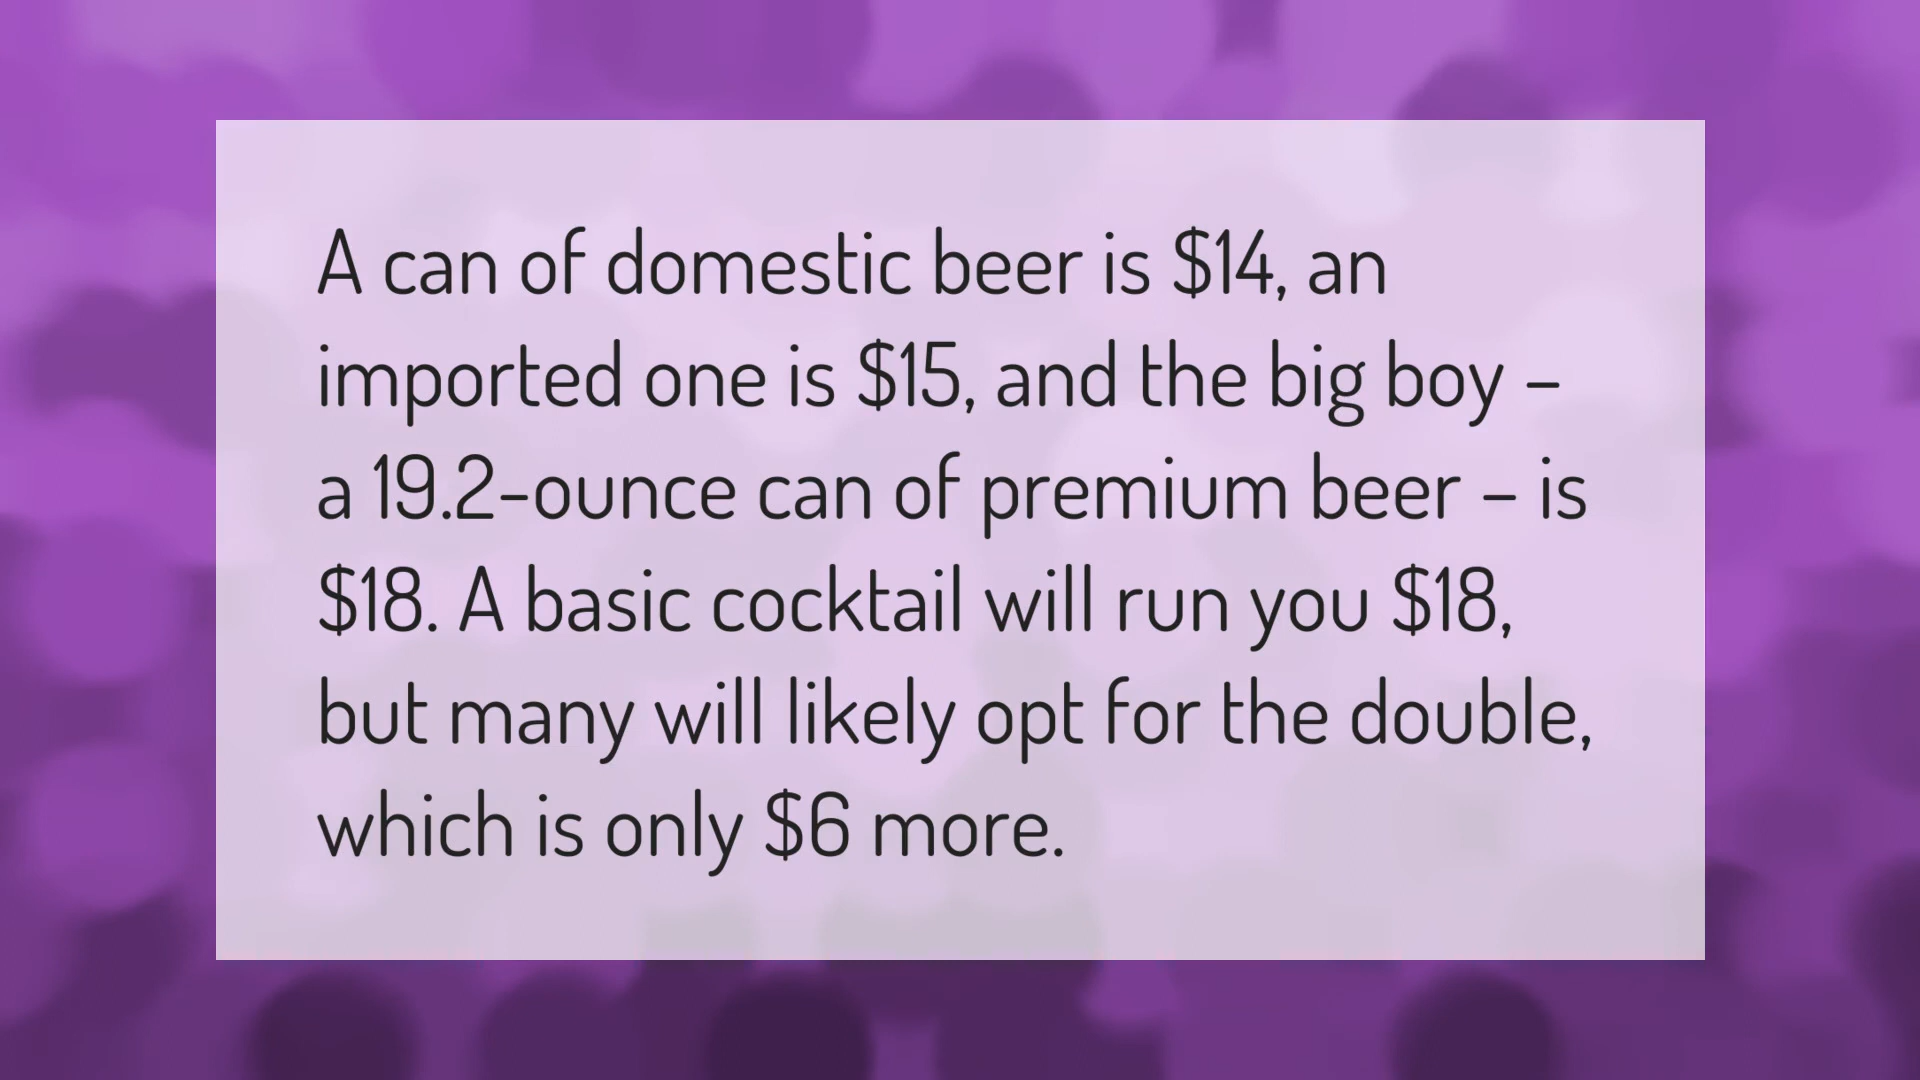 A can of domestic beer is $14, an
imported one is $15, and the big boy –
a 19.2-ounce can of premium beer – is
$18. A basic cocktail will run you $18,
but many will likely opt for the double,
which is only $6 more.